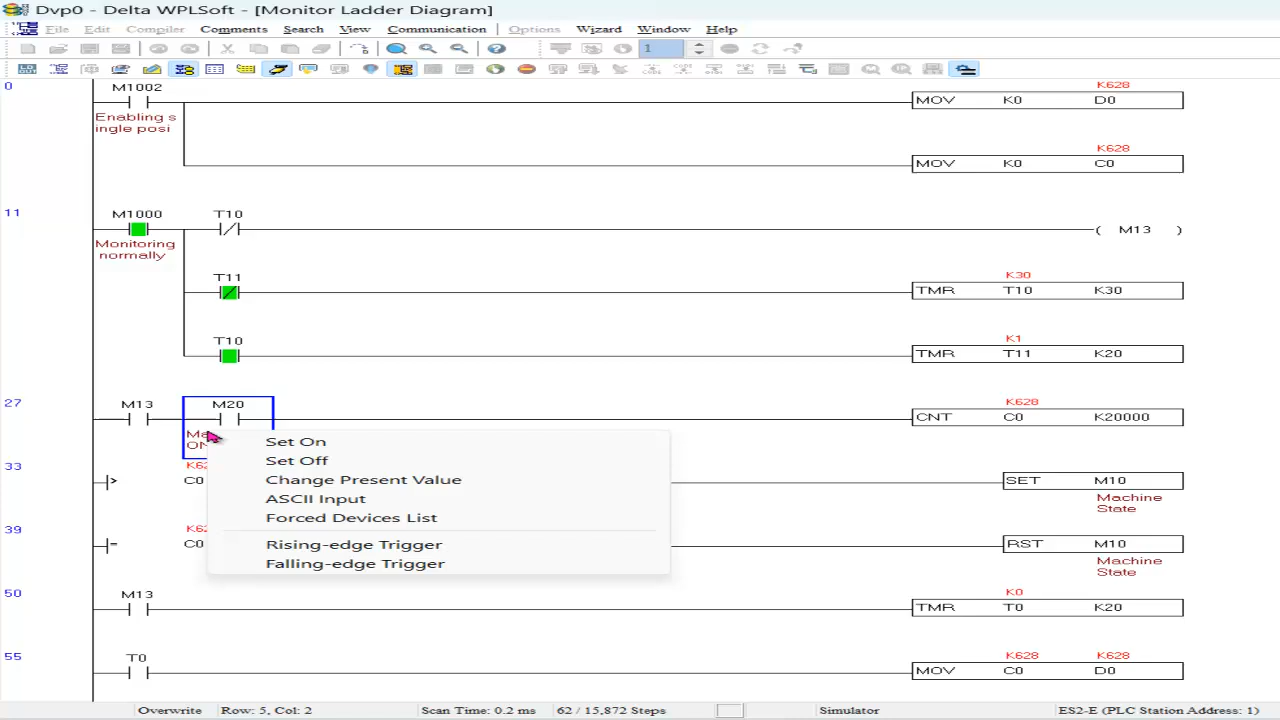 Dvp0 - Delta WPLSoft - [Monitor Ladder Diagram]
File Edit Compiler Comments Search View Communication Options Wizard Window Help
1
0
M1002
K628
MOV K0 D0
Enabling s
ingle posi
K628
MOV K0 C0
11
M1000 T10
( M13 )
Monitoring
normally
T11
K30
TMR T10 K30
T10
K1
TMR T11 K20
27
M13 M20
K628
CNT C0 K20000
Set On
Set Off
Change Present Value
ASCII Input
Forced Devices List
Rising-edge Trigger
Falling-edge Trigger
33
C0
SET M10
Machine
State
39
C0
RST M10
Machine
State
50
M13
K0
TMR T0 K20
55
T0
K628 K628
MOV C0 D0
Overwrite Row: 5, Col: 2 Scan Time: 0.2 ms 62 / 15,872 Steps Simulator ES2-E (PLC Station Address: 1)